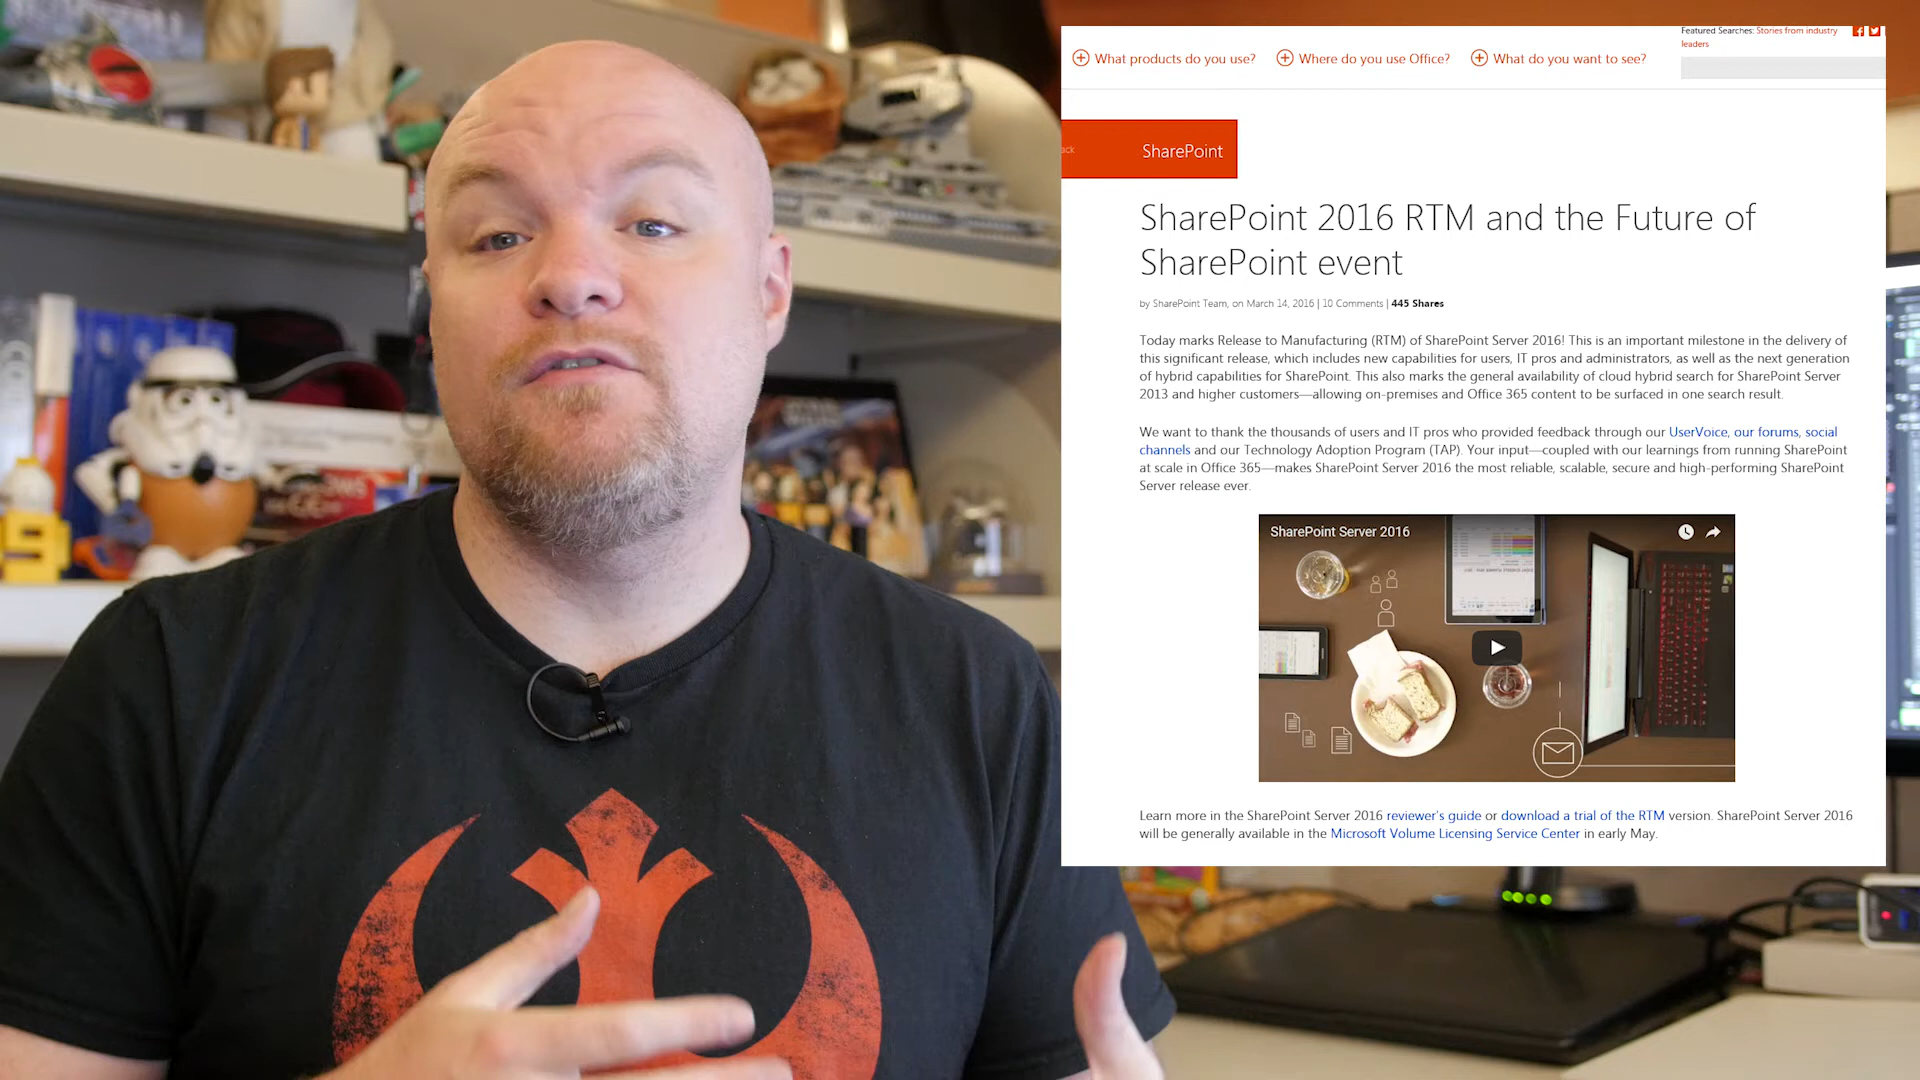 Featured Searches: Stories from industry
leaders
What products do you use?
Where do you use Office?
What do you want to see?
ack
SharePoint
SharePoint 2016 RTM and the Future of
SharePoint event
by SharePoint Team, on March 14, 2016 | 10 Comments | 445 Shares
Today marks Release to Manufacturing (RTM) of SharePoint Server 2016! This is an important milestone in the delivery of
this significant release, which includes new capabilities for users, IT pros and administrators, as well as the next generation
of hybrid capabilities for SharePoint. This also marks the general availability of cloud hybrid search for SharePoint Server
2013 and higher customers—allowing on-premises and Office 365 content to be surfaced in one search result.
We want to thank the thousands of users and IT pros who provided feedback through our UserVoice, our forums, social
channels and our Technology Adoption Program (TAP). Your input—coupled with our learnings from running SharePoint
at scale in Office 365—makes SharePoint Server 2016 the most reliable, scalable, secure and high-performing SharePoint
Server release ever.
SharePoint Server 2016
Learn more in the SharePoint Server 2016 reviewer's guide or download a trial of the RTM version. SharePoint Server 2016
will be generally available in the Microsoft Volume Licensing Service Center in early May.
STAR
WARS